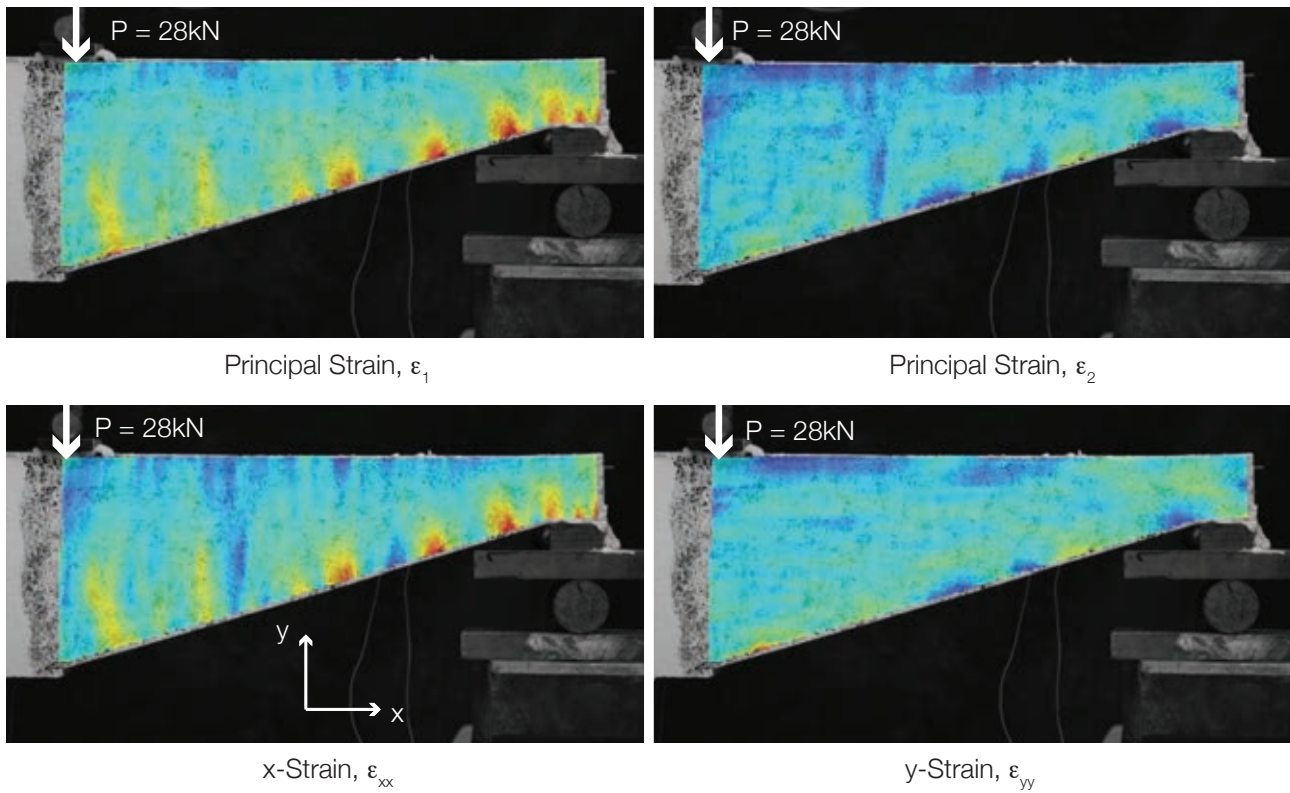 P = 28kN
P = 28kN
Principal Strain, ε₁
Principal Strain, ε₂
P = 28kN
P = 28kN
y
x
x-Strain, εxx
y-Strain, εyy